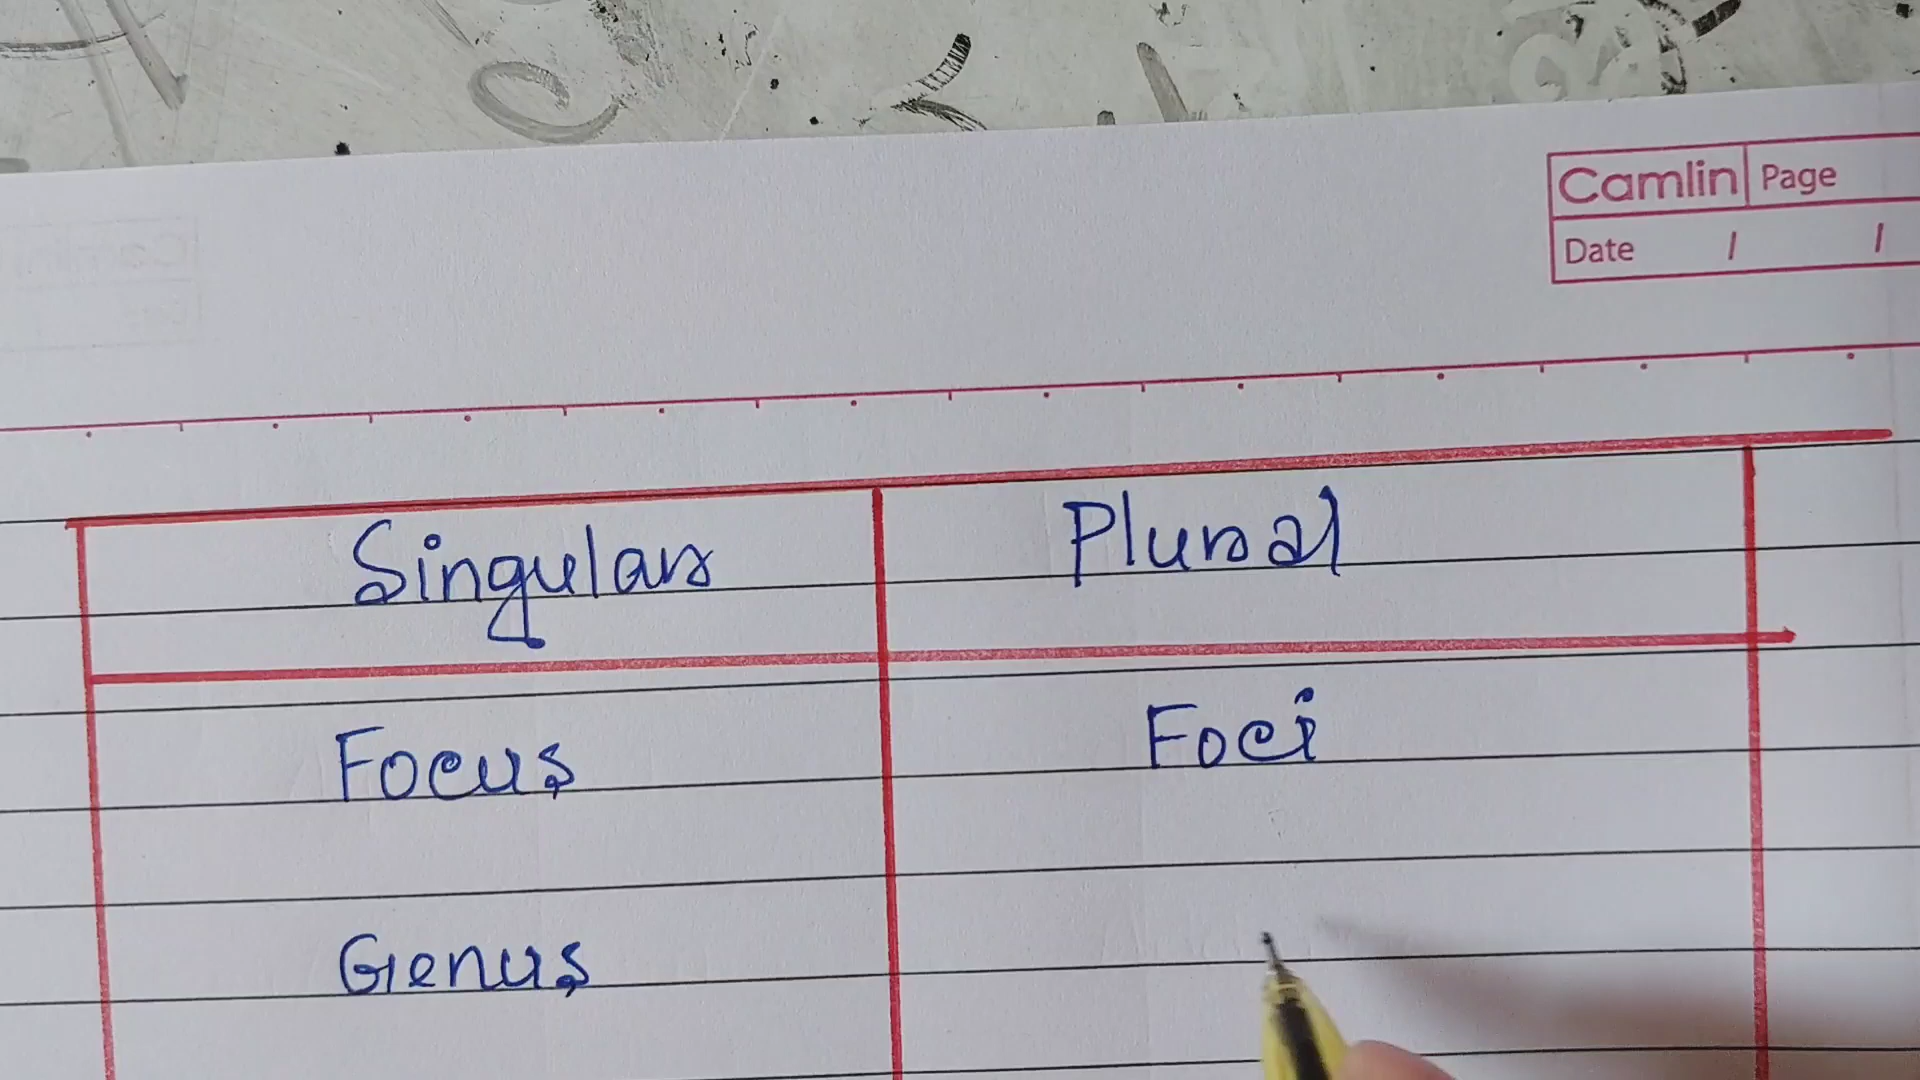 Camlin Page
Date / /
Singular Plural
Focus Foci
Genus